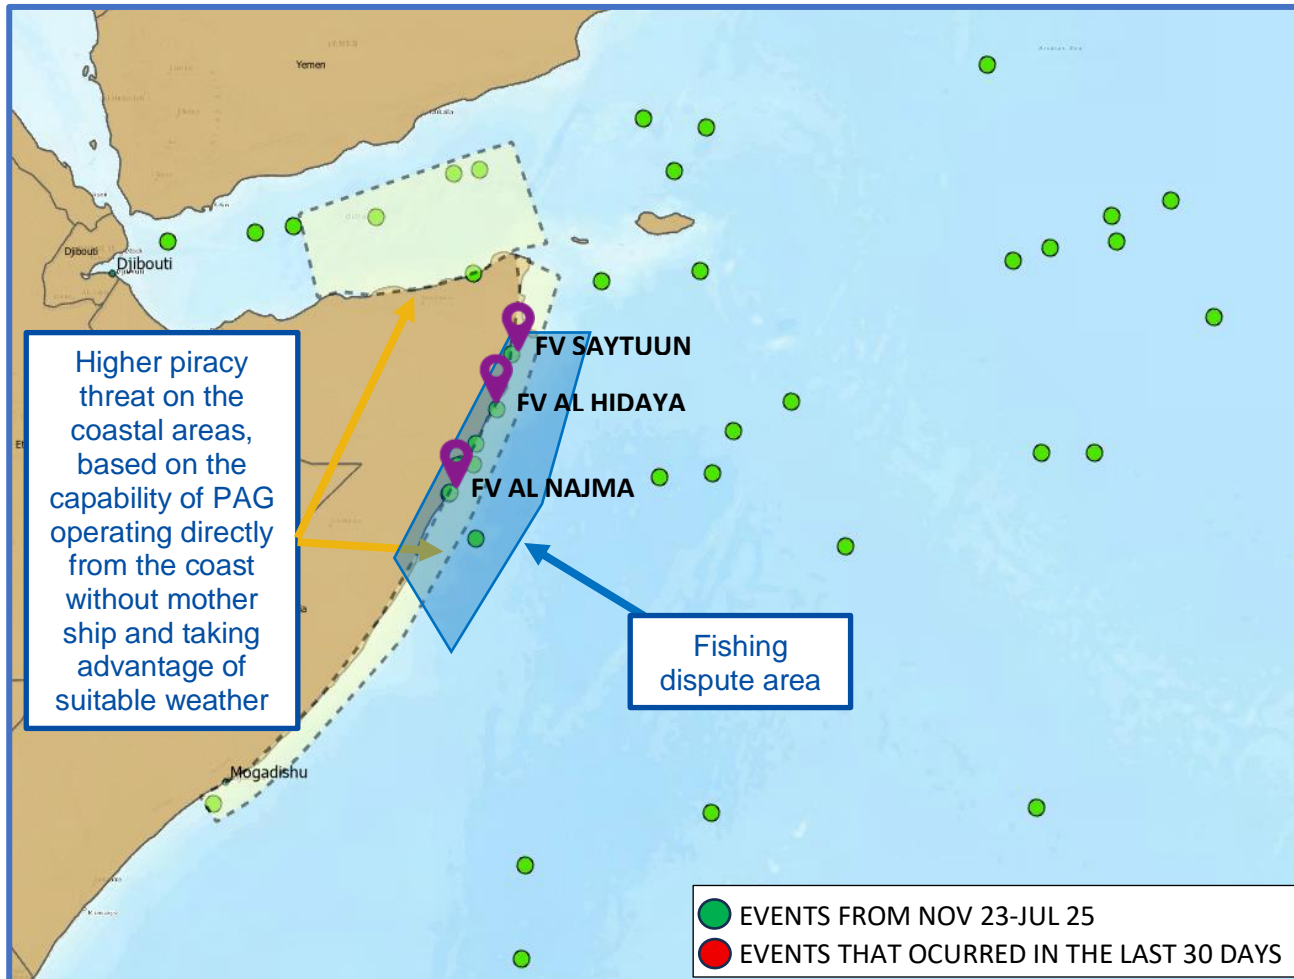 Yemen
Djibouti
Djibouti
FV SAYTUUN
FV AL HIDAYA
FV AL NAJMA
Higher piracy
threat on the
coastal areas,
based on the
capability of PAG
operating directly
from the coast
without mother
ship and taking
advantage of
suitable weather
Fishing
dispute area
Mogadishu
EVENTS FROM NOV 23-JUL 25
EVENTS THAT OCURRED IN THE LAST 30 DAYS